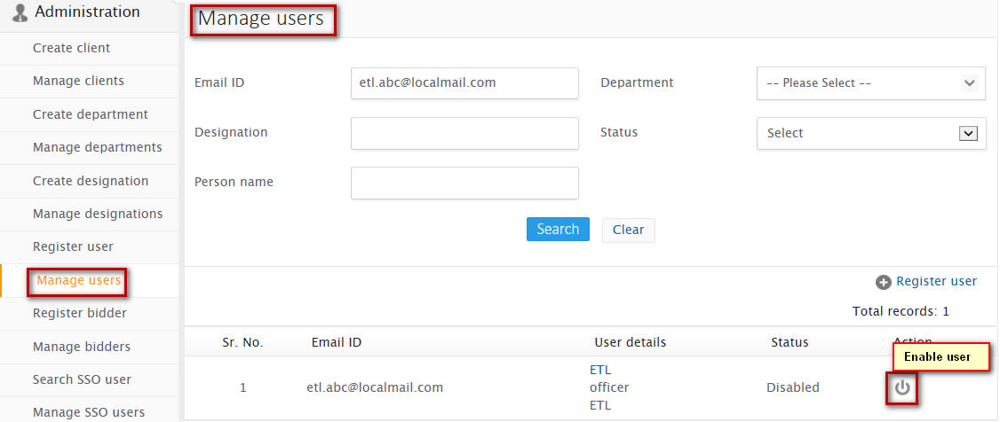 Administration
Create client
Manage clients
Create department
Manage departments
Create designation
Manage designations
Register user
Manage users
Register bidder
Manage bidders
Search SSO user
Manage SSO users
Manage users
Email ID
etl.abc@localmail.com
Department
-- Please Select --
Designation
Status
Select
Person name
Search
Clear
Register user
Total records: 1
Sr. No.
Email ID
User details
Status
Action
Enable user
1
etl.abc@localmail.com
ETL
officer
ETL
Disabled